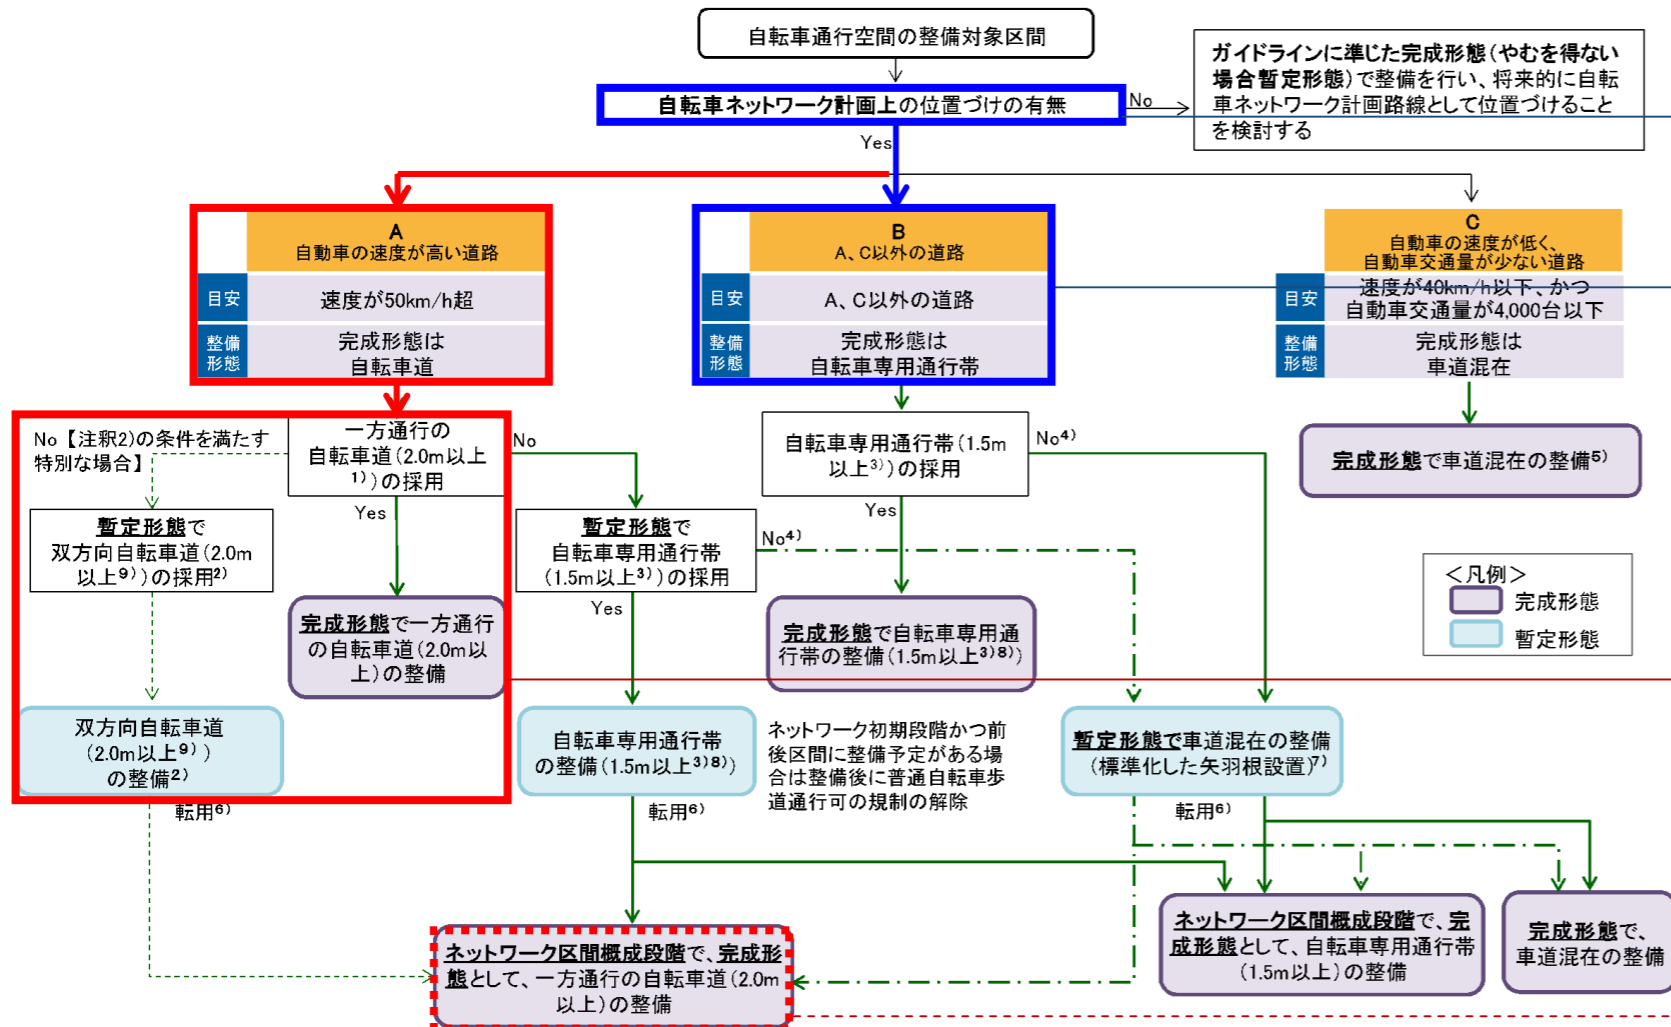 自転車通行空間の整備対象区間
自転車ネットワーク計画上の位置づけの有無
No
ガイドラインに準じた完成形態(やむを得ない
場合暫定形態)で整備を行い、将来的に自転
車ネットワーク計画路線として位置づけること
を検討する
Yes
A
自動車の速度が高い道路
目安
速度が50km/h超
整備
形態
完成形態は
自転車道
B
A、C以外の道路
目安
A、C以外の道路
整備
形態
完成形態は
自転車専用通行帯
C
自動車の速度が低く、
自動車交通量が少ない道路
目安
速度が40km/h以下、かつ
自動車交通量が4,000台以下
整備
形態
完成形態は
車道混在
No【注釈2)の条件を満たす
特別な場合】
一方通行の
自転車道(2.0m以上
1))の採用
No
Yes
自転車専用通行帯(1.5m
以上3))の採用
No4)
Yes
完成形態で車道混在の整備5)
暫定形態で
双方向自転車道(2.0m
以上9))の採用2)
暫定形態で
自転車専用通行帯
(1.5m以上3))の採用
No4)
Yes
完成形態で一方通行
の自転車道(2.0m以
上)の整備
完成形態で自転車専用通
行帯の整備(1.5m以上3)8))
<凡例>
完成形態
暫定形態
双方向自転車道
(2.0m以上9))
の整備2)
自転車専用通行帯
の整備(1.5m以上3)8))
ネットワーク初期段階かつ前
後区間に整備予定がある場
合は整備後に普通自転車歩
道通行可の規制の解除
暫定形態で車道混在の整備
(標準化した矢羽根設置)7)
転用6)
転用6)
転用6)
ネットワーク区間概成段階で、完成形
態として、一方通行の自転車道(2.0m
以上)の整備
ネットワーク区間概成段階で、完
成形態として、自転車専用通行帯
(1.5m以上)の整備
完成形態で、
車道混在の整備